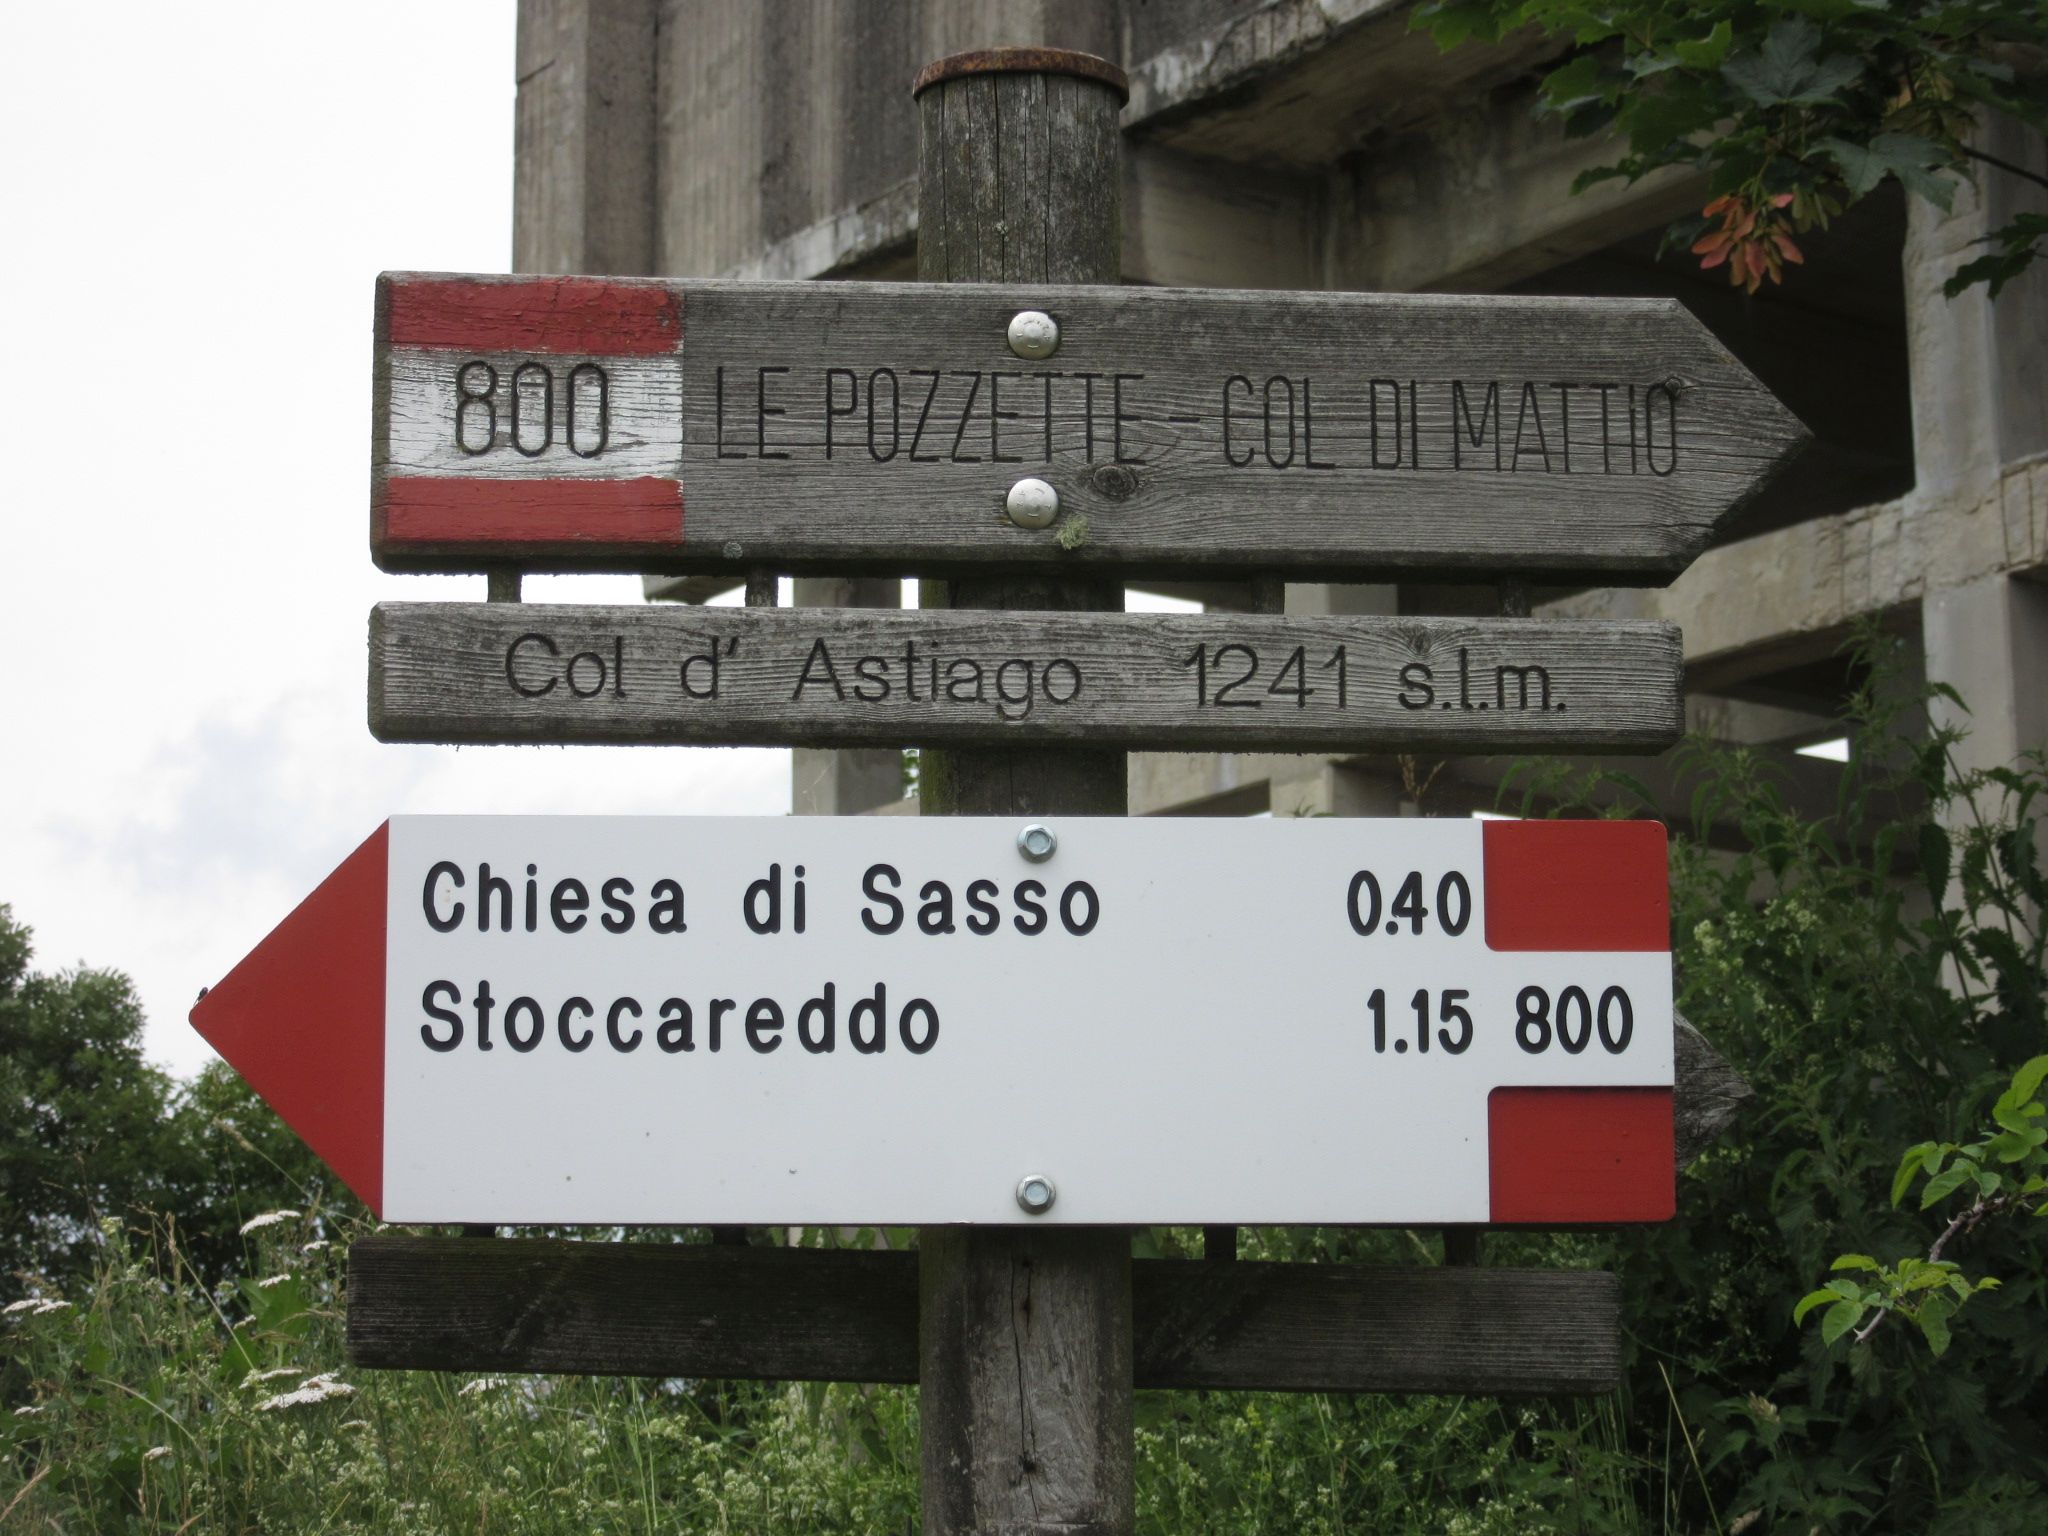 800 LE POZZETTE - COL DI MATTIO
Col d' Astiago 1241 s.l.m.
Chiesa di Sasso 0.40
Stoccareddo 1.15 800